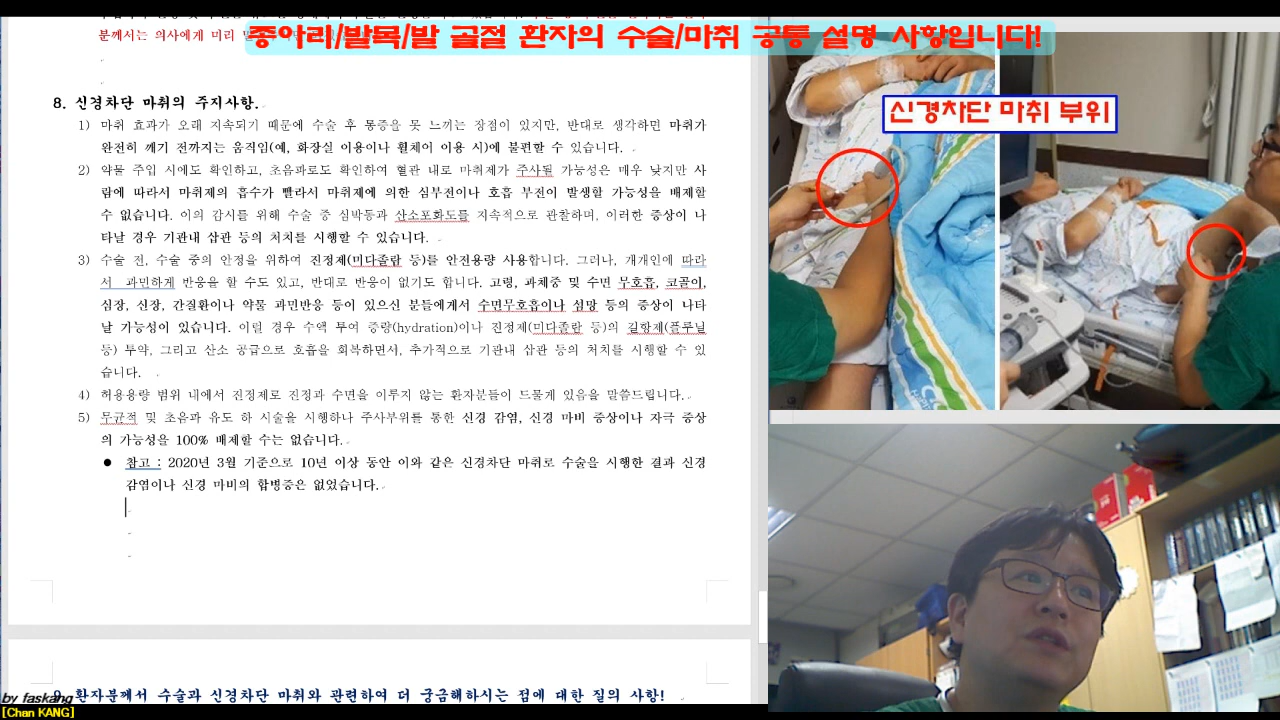 분께서는 의사에게 미리
종아리/발목/발 골절 환자의 수술/마취 공통 설명 사항입니다!
8. 신경차단 마취의 주지사항.
1) 마취 효과가 오래 지속되기 때문에 수술 후 통증을 못 느끼는 장점이 있지만, 반대로 생각하면 마취가
완전히 깨기 전까지는 움직임(예, 화장실 이용이나 휠체어 이용 시)에 불편할 수 있습니다.
2) 약물 주입 시에도 확인하고, 초음파로도 확인하여 혈관 내로 마취제가 주사될 가능성은 매우 낮지만 사
람에 따라서 마취제의 흡수가 빨라서 마취제에 의한 심부전이나 호흡 부전이 발생할 가능성을 배제할
수 없습니다. 이의 감시를 위해 수술 중 심박동과 산소포화도를 지속적으로 관찰하며, 이러한 증상이 나
타날 경우 기관내 삽관 등의 처치를 시행할 수 있습니다.
3) 수술 전, 수술 중의 안정을 위하여 진정제(미다졸람 등)를 안전용량 사용합니다. 그러나, 개개인에 따라
서 과민하게 반응을 할 수도 있고, 반대로 반응이 없기도 합니다. 고령, 과체중 및 수면 무호흡, 코골이,
심장, 신장, 간질환이나 약물 과민반응 등이 있으신 분들에게서 수면무호흡이나 섬망 등의 증상이 나타
날 가능성이 있습니다. 이럴 경우 수액 투여 증량(hydration)이나 진정제(미다졸람 등)의 길항제(플루닐
등) 투약, 그리고 산소 공급으로 호흡을 회복하면서, 추가적으로 기관내 삽관 등의 처치를 시행할 수 있
습니다.
4) 허용용량 범위 내에서 진정제로 진정과 수면을 이루지 않는 환자분들이 드물게 있음을 말씀드립니다.
5) 무균적 및 초음파 유도 하 시술을 시행하나 주사부위를 통한 신경 감염, 신경 마비 증상이나 자극 증상
의 가능성을 100% 배제할 수는 없습니다.
● 참고 : 2020년 3월 기준으로 10년 이상 동안 이와 같은 신경차단 마취로 수술을 시행한 결과 신경
감염이나 신경 마비의 합병증은 없었습니다.
9. 환자분께서 수술과 신경차단 마취와 관련하여 더 궁금해하시는 점에 대한 질의 사항!
by faskang
[Chan KANG]
신경차단 마취 부위